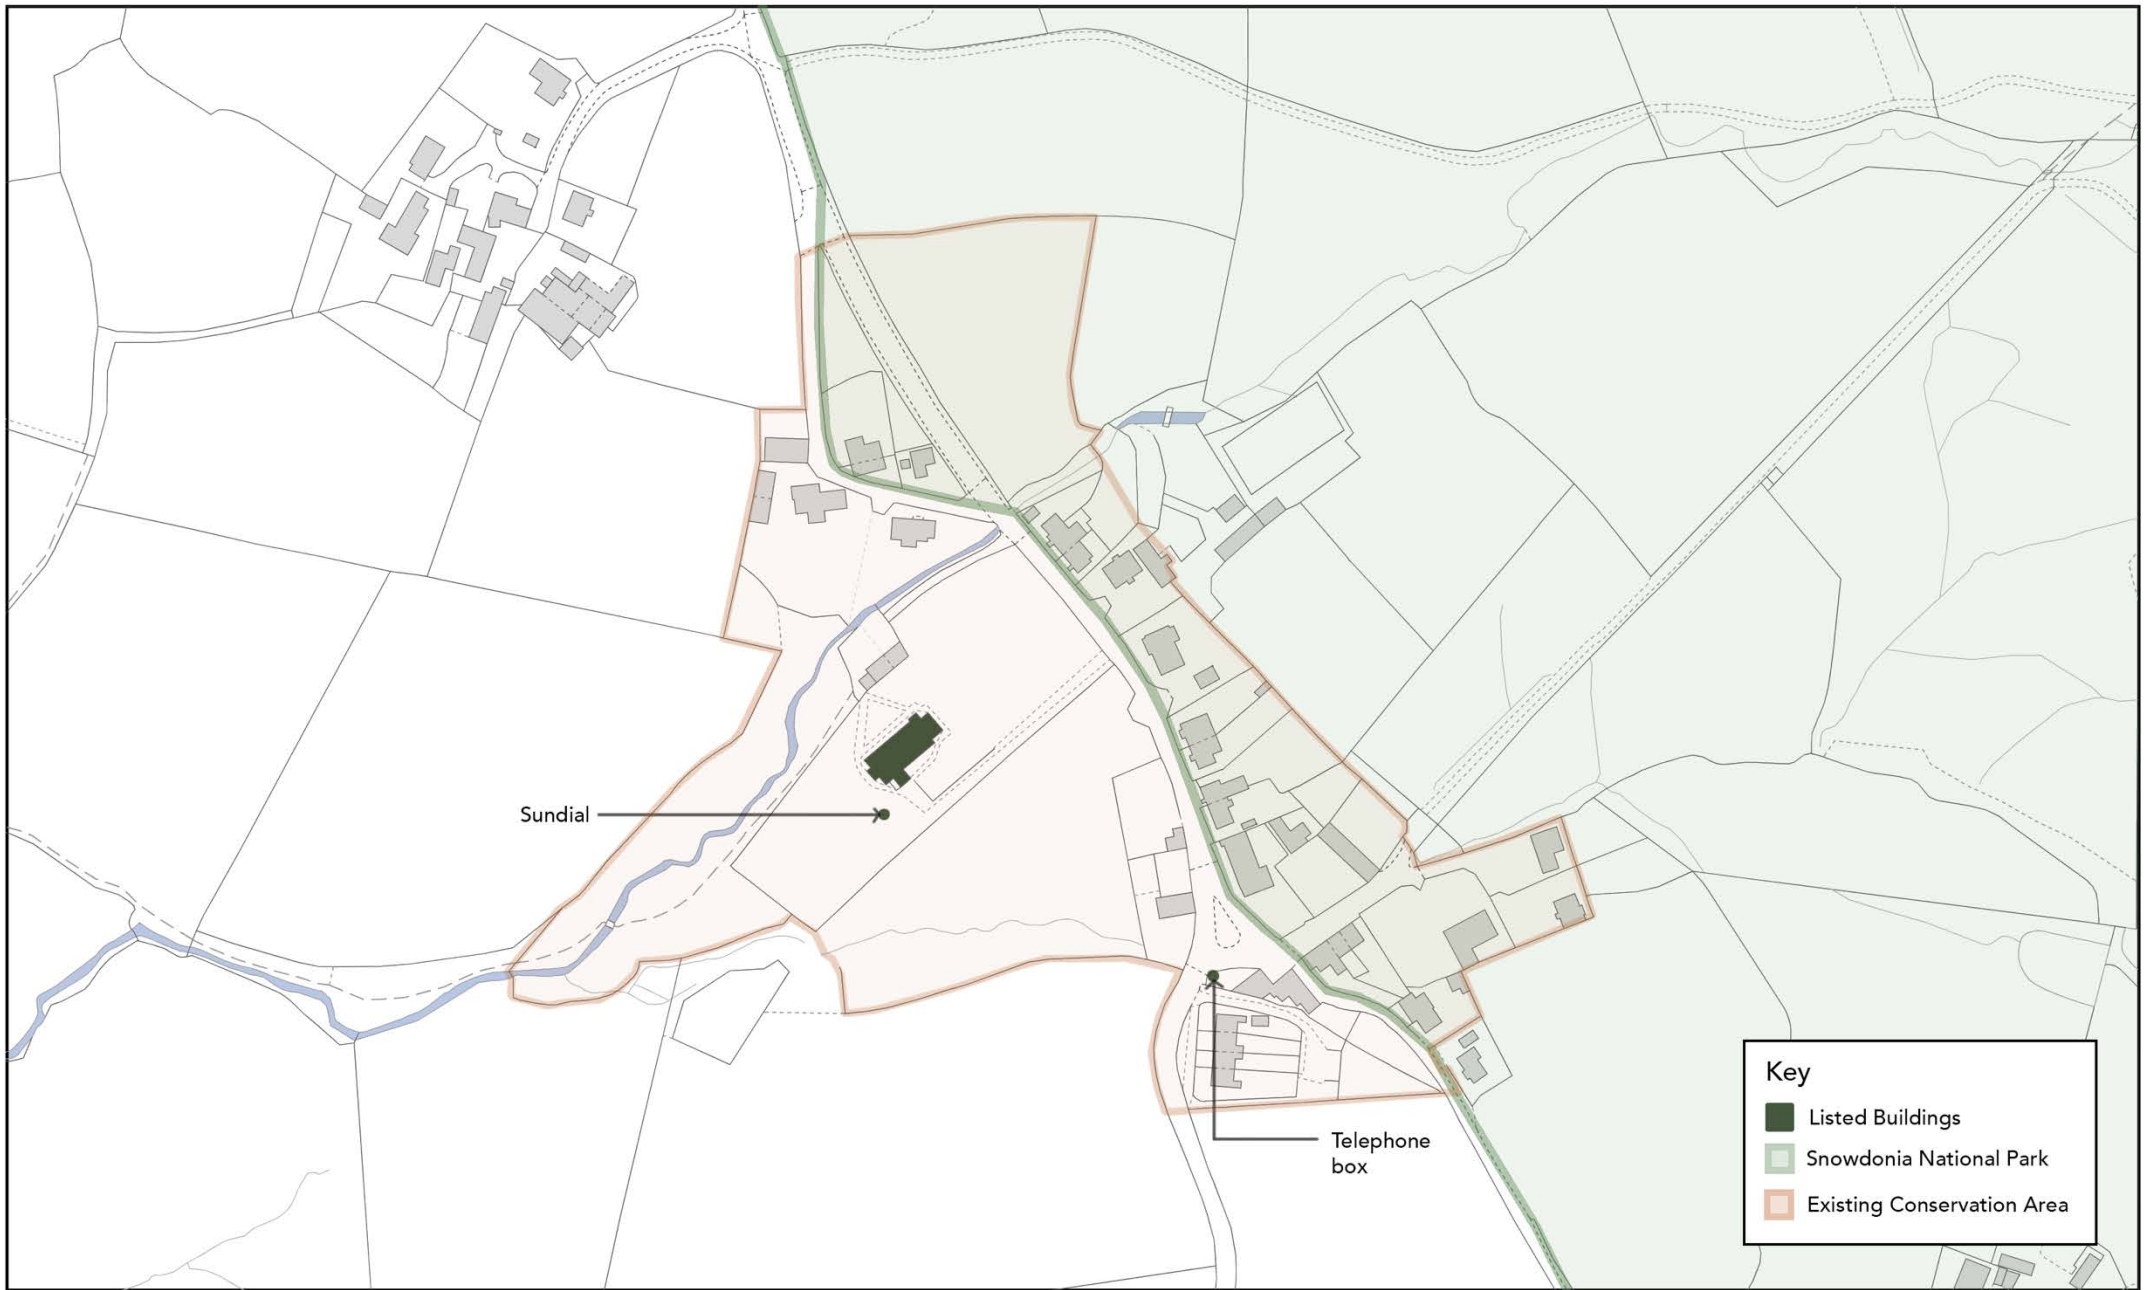 Sundial
Telephone
box
Key
Listed Buildings
Snowdonia National Park
Existing Conservation Area